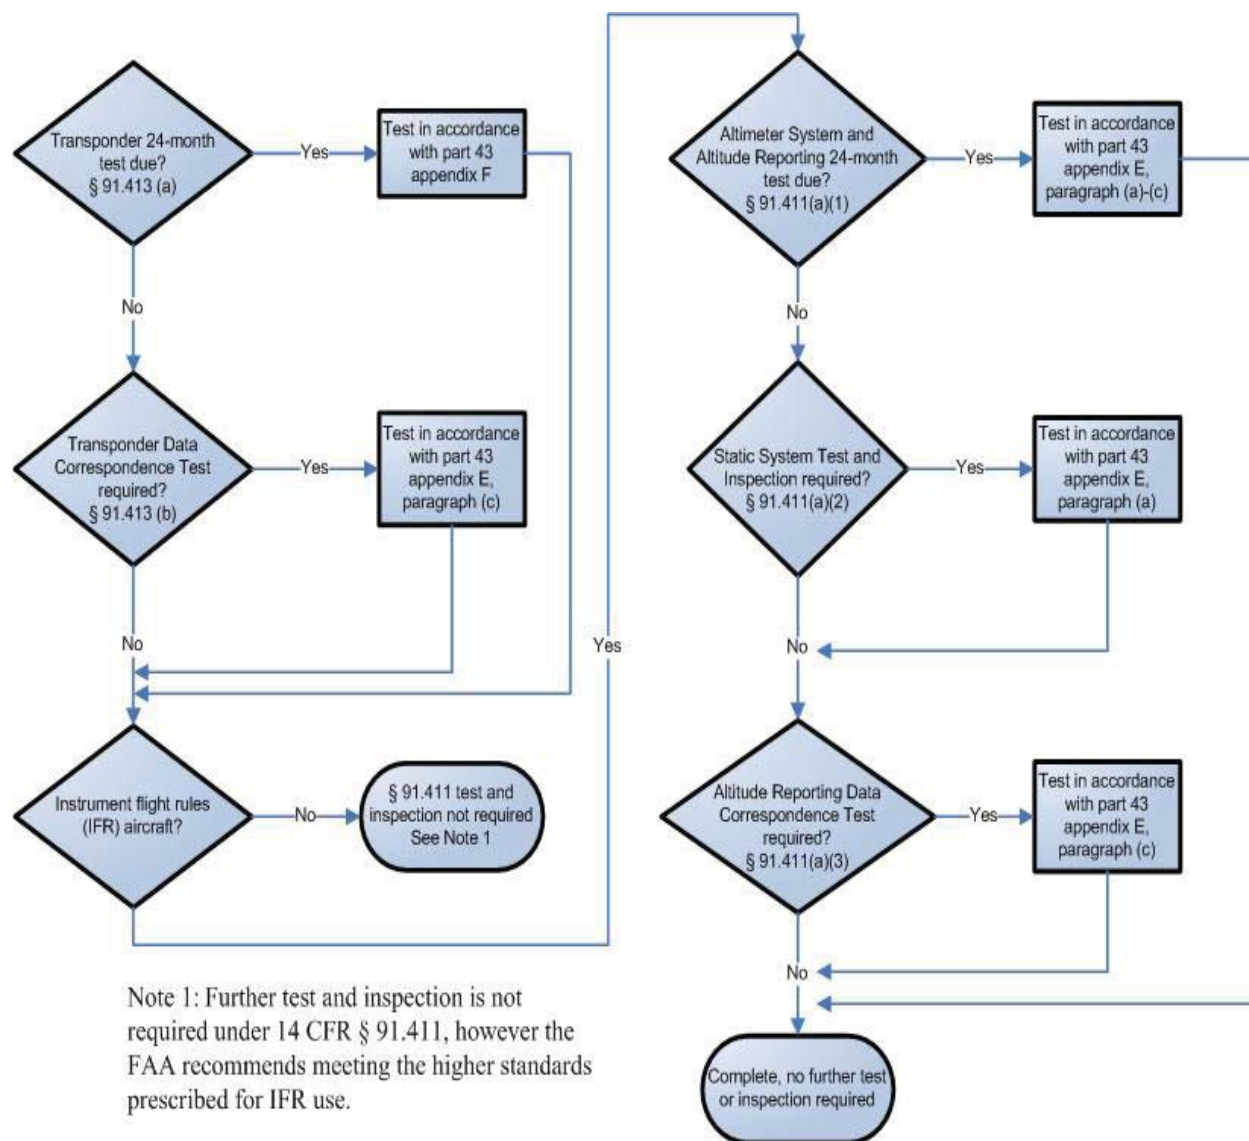 Transponder 24-month
test due?
§ 91.413 (a)
Yes
Test in accordance
with part 43
appendix F
No
Transponder Data
Correspondence Test
required?
§ 91.413 (b)
Yes
Test in accordance
with part 43
appendix E,
paragraph (c)
No
Instrument flight rules
(IFR) aircraft?
No
§ 91.411 test and
inspection not required
See Note 1
Yes
Altimeter System and
Altitude Reporting 24-month
test due?
§ 91.411(a)(1)
Yes
Test in accordance
with part 43
appendix E,
paragraph (a)-(c)
No
Static System Test and
Inspection required?
§ 91.411(a)(2)
Yes
Test in accordance
with part 43
appendix E,
paragraph (a)
No
Altitude Reporting Data
Correspondence Test
required?
§ 91.411(a)(3)
Yes
Test in accordance
with part 43
appendix E,
paragraph (c)
No
Complete, no further test
or inspection required
Note 1: Further test and inspection is not
required under 14 CFR § 91.411, however the
FAA recommends meeting the higher standards
prescribed for IFR use.